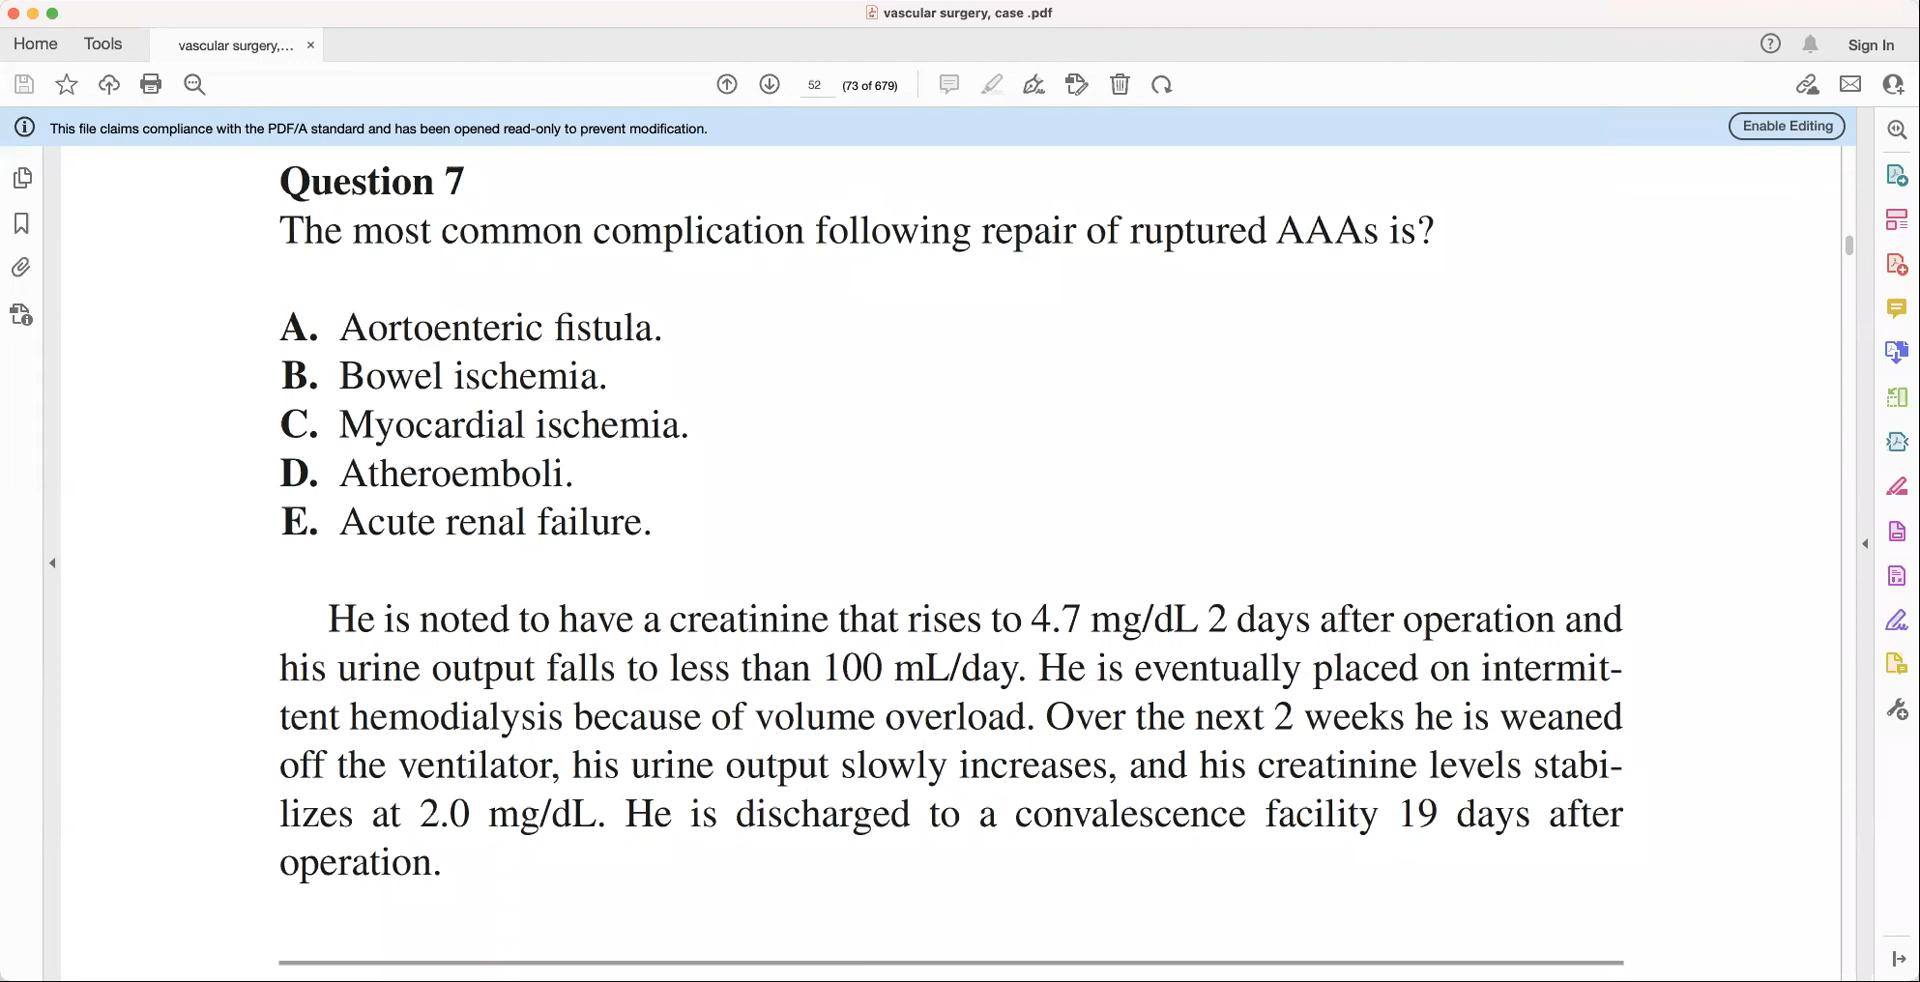 vascular surgery, case .pdf
Home
Tools
vascular surgery,... ×
Sign In
52
(73 of 679)
This file claims compliance with the PDF/A standard and has been opened read-only to prevent modification.
Enable Editing
Question 7
The most common complication following repair of ruptured AAAs is?
A. Aortoenteric fistula.
B. Bowel ischemia.
C. Myocardial ischemia.
D. Atheroemboli.
E. Acute renal failure.
He is noted to have a creatinine that rises to 4.7 mg/dL 2 days after operation and
his urine output falls to less than 100 mL/day. He is eventually placed on intermit-
tent hemodialysis because of volume overload. Over the next 2 weeks he is weaned
off the ventilator, his urine output slowly increases, and his creatinine levels stabi-
lizes at 2.0 mg/dL. He is discharged to a convalescence facility 19 days after
operation.